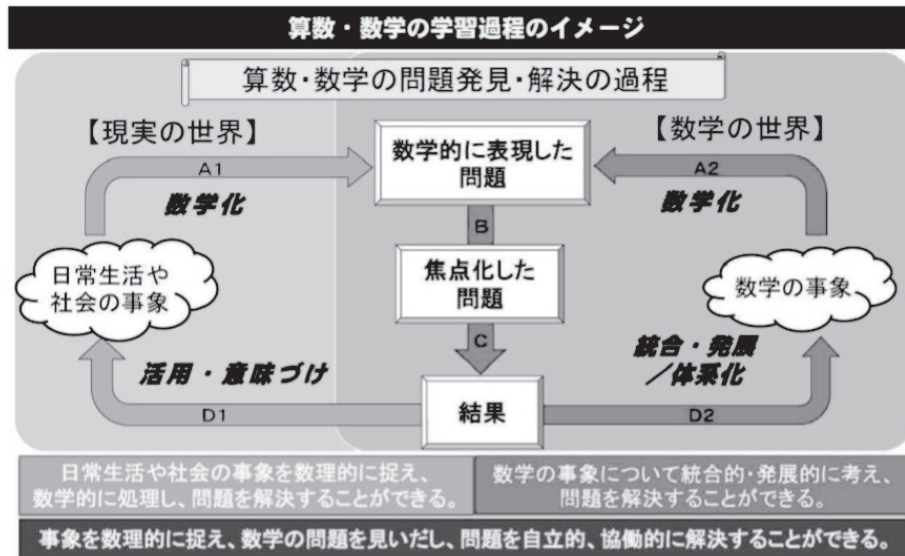 算数・数学の学習過程のイメージ
算数・数学の問題発見・解決の過程
【現実の世界】
【数学の世界】
数学的に表現した
問題
A1
A2
数学化
数学化
B
日常生活や
社会の事象
焦点化した
問題
数学の事象
C
活用・意味づけ
統合・発展
／体系化
結果
D1
D2
日常生活や社会の事象を数理的に捉え、
数学的に処理し、問題を解決することができる。
数学の事象について統合的・発展的に考え、
問題を解決することができる。
事象を数理的に捉え、数学の問題を見いだし、問題を自立的、協働的に解決することができる。